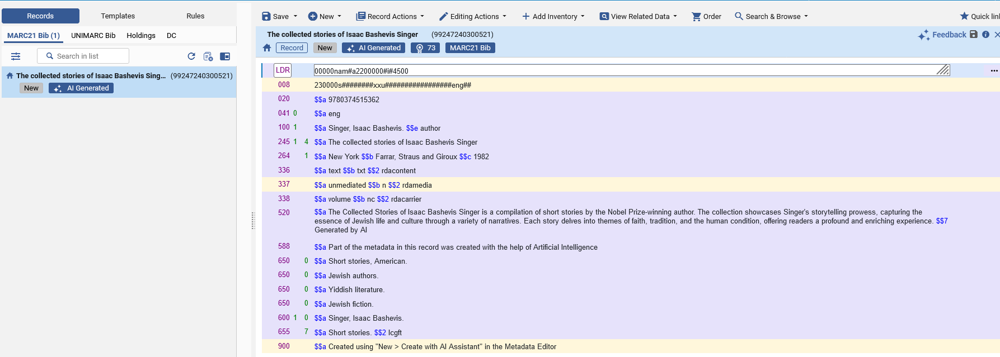 Records Templates Rules
MARC21 Bib (1) UNIMARC Bib Holdings DC
Search in list
The collected stories of Isaac Bashevis Sing... (99247240300521)
New AI Generated
Save New Record Actions Editing Actions Add Inventory View Related Data Order Search & Browse
The collected stories of Isaac Bashevis Singer (99247240300521) Feedback
Record New AI Generated 73 MARC21 Bib
LDR 00000nam#a2200000#i#4500
008 230000s########xxu#################eng##
020 $$a 9780374515362
041 0 $$a eng
100 1 $$a Singer, Isaac Bashevis. $$e author
245 1 4 $$a The collected stories of Isaac Bashevis Singer
264 1 $$a New York $$b Farrar, Straus and Giroux $$c 1982
336 $$a text $$b txt $$2 rdacontent
337 $$a unmediated $$b n $$2 rdamedia
338 $$a volume $$b nc $$2 rdacarrier
520 $$a The Collected Stories of Isaac Bashevis Singer is a compilation of short stories by the Nobel Prize-winning author. The collection showcases Singer's storytelling prowess, capturing the
essence of Jewish life and culture through a variety of narratives. Each story delves into themes of faith, tradition, and the human condition, offering readers a profound and enriching experience. $$7
Generated by AI
588 $$a Part of the metadata in this record was created with the help of Artificial Intelligence
650 0 $$a Short stories, American.
650 0 $$a Jewish authors.
650 0 $$a Yiddish literature.
650 0 $$a Jewish fiction.
600 1 0 $$a Singer, Isaac Bashevis.
655 7 $$a Short stories. $$2 lcgft
900 $$a Created using "New > Create with AI Assistant" in the Metadata Editor